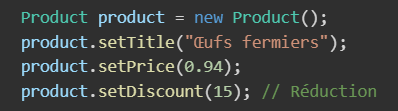 Product product = new Product();
product.setTitle("Œufs fermiers");
product.setPrice(0.94);
product.setDiscount(15); // Réduction